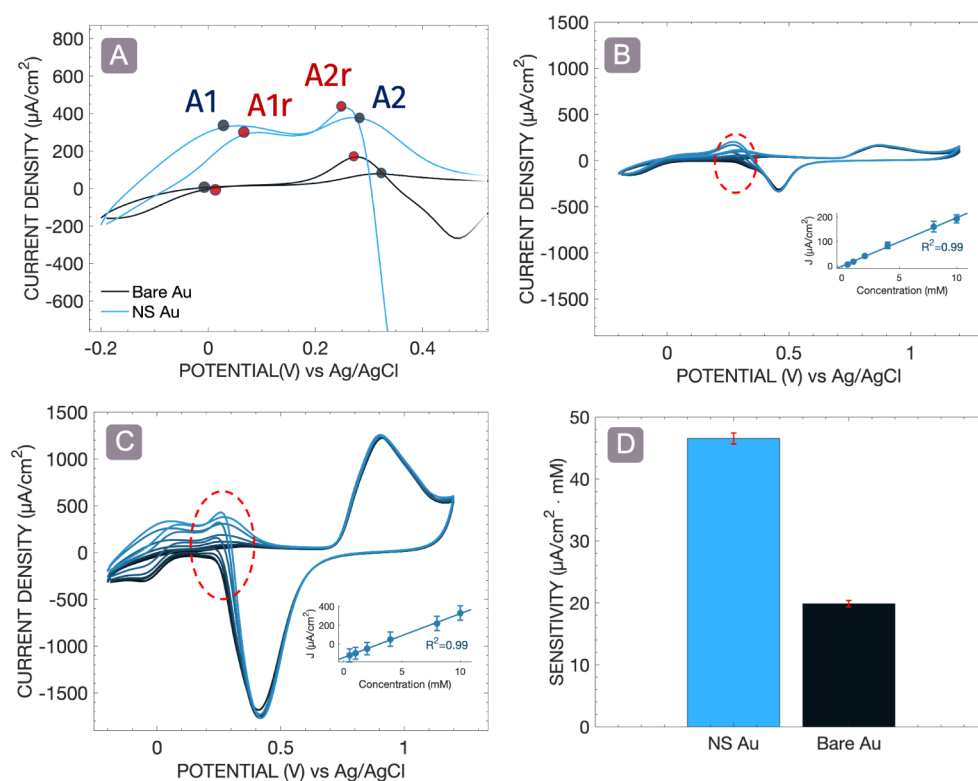 A
CURRENT DENSITY (µA/cm²)
800
600
400
200
0
-200
-400
-600
A1
A1r
A2r
A2
Bare Au
NS Au
-0.2
0
0.2
0.4
POTENTIAL(V) vs Ag/AgCl
B
CURRENT DENSITY (µA/cm²)
1500
1000
500
0
-500
-1000
-1500
J (µA/cm²)
200
100
0
R²=0.99
0
5
10
Concentration (mM)
0
0.5
1
POTENTIAL (V) vs Ag/AgCl
C
CURRENT DENSITY (µA/cm²)
1500
1000
500
0
-500
-1000
-1500
J (µA/cm²)
400
200
0
R²=0.99
0
5
10
Concentration (mM)
0
0.5
1
POTENTIAL (V) vs Ag/AgCl
D
SENSITIVITY (µA/cm² · mM)
50
40
30
20
10
0
NS Au
Bare Au